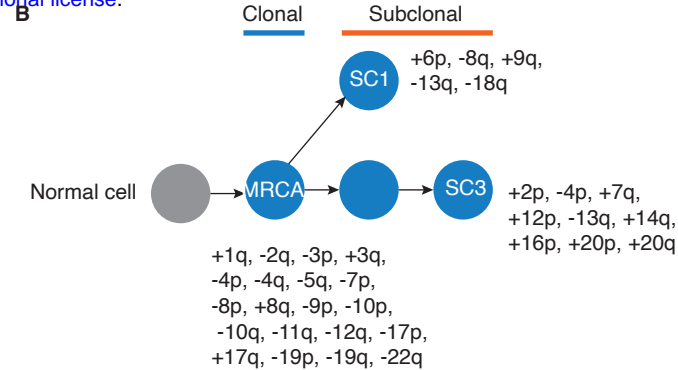 onal license.
B
Clonal
Subclonal
SC1
+6p, -8q, +9q,
-13q, -18q
Normal cell
MRCA
SC3
+2p, -4p, +7q,
+12p, -13q, +14q,
+16p, +20p, +20q
+1q, -2q, -3p, +3q,
-4p, -4q, -5q, -7p,
-8p, +8q, -9p, -10p,
-10q, -11q, -12q, -17p,
+17q, -19p, -19q, -22q